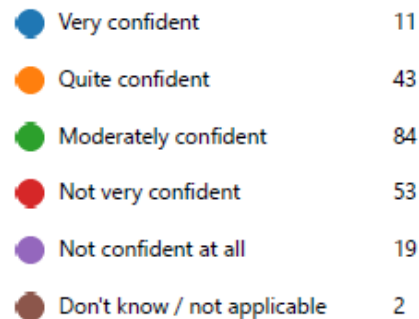 Very confident 11
Quite confident 43
Moderately confident 84
Not very confident 53
Not confident at all 19
Don't know / not applicable 2